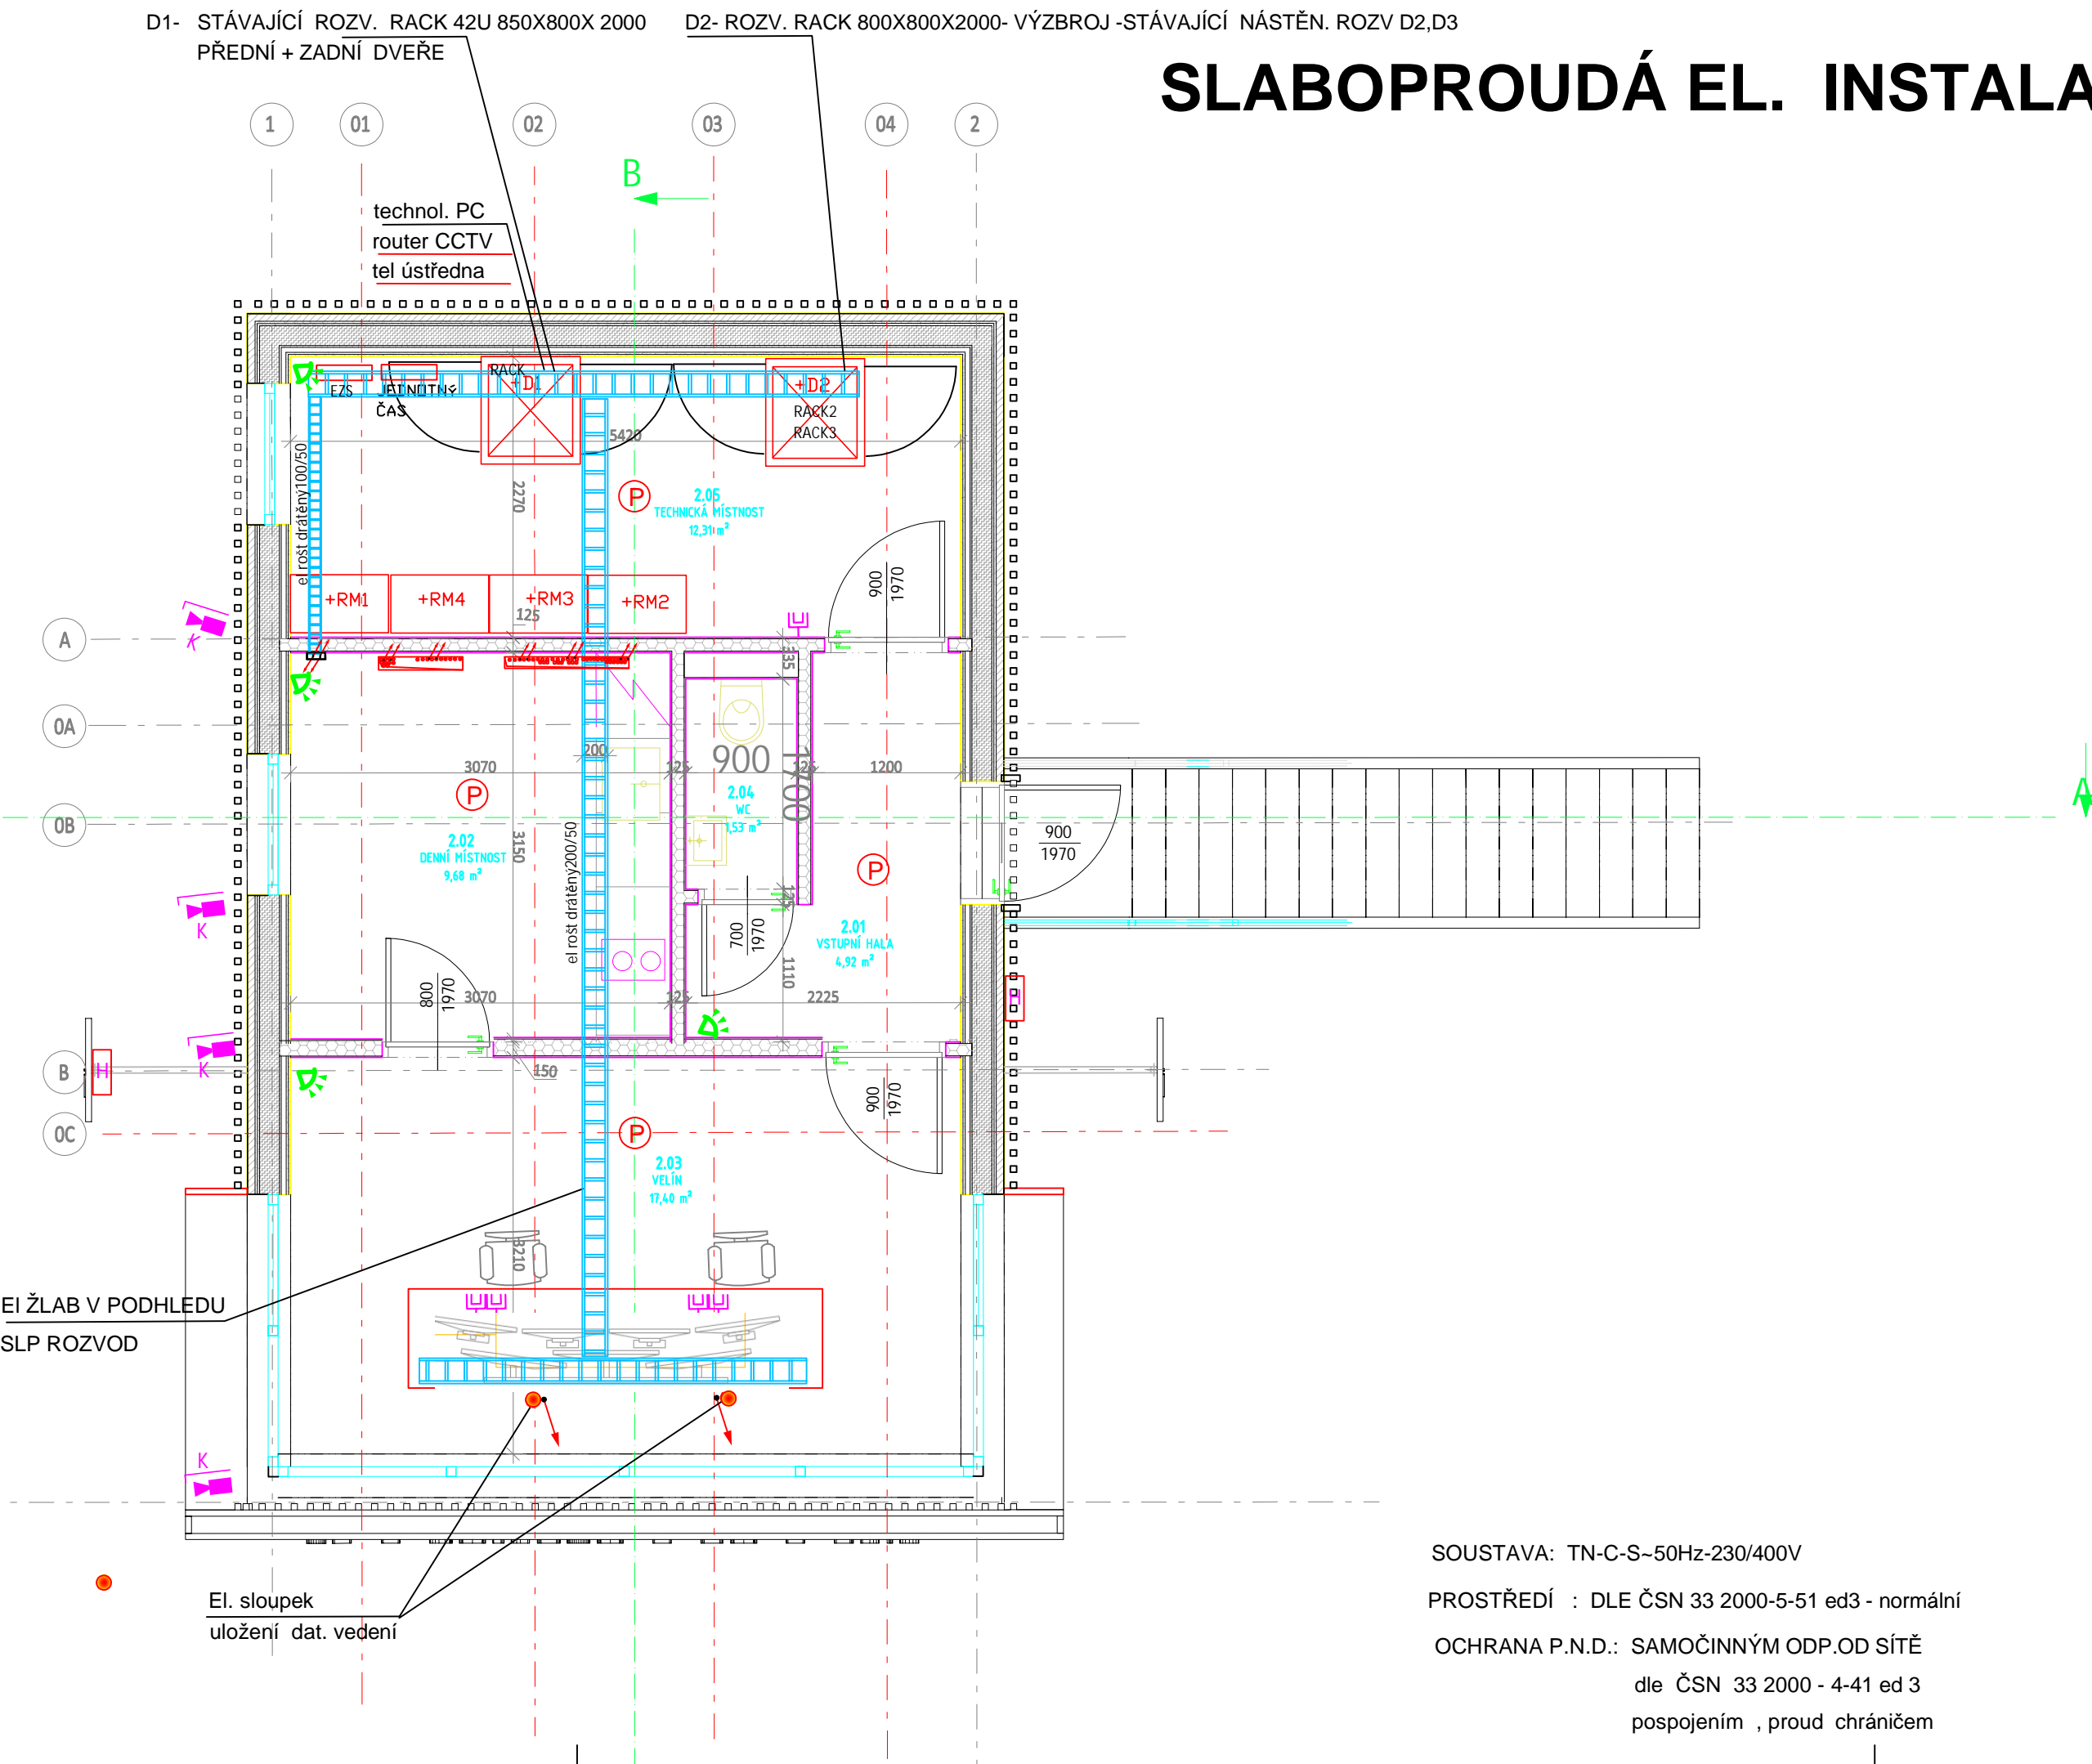 D1- STÁVAJÍCÍ ROZV. RACK 42U 850X800X 2000
PŘEDNÍ + ZADNÍ DVEŘE
D2- ROZV. RACK 800X800X2000- VÝZBROJ -STÁVAJÍCÍ NÁSTĚN. ROZV D2,D3
SLABOPROUDÁ EL. INSTALA
1
01
02
03
04
2
B
technol. PC
router CCTV
tel ústředna
RACK
+D1
+D2
RACK2
RACK3
EZS
JEDNOTNÝ
ČAS
5420
el rošt drátěný100/50
2270
P
2.05
TECHNICKÁ MÍSTNOST
12,31 m²
900
1970
+RM1
+RM4
+RM3
+RM2
125
A
K
335
0A
200
3070
125
900
1700
125
1200
P
2.04
WC
1,53 m²
0B
2.02
DENNÍ MÍSTNOST
9,68 m²
3150
el rošt drátěný200/50
P
900
1970
A
K
125
2.01
VSTUPNÍ HALA
4,92 m²
700
1970
1110
800
1970
3070
125
2225
H
K
B
H
150
900
1970
0C
P
2.03
VELÍN
17,40 m²
3210
El ŽLAB V PODHLEDU
SLP ROZVOD
K
El. sloupek
uložení dat. vedení
SOUSTAVA: TN-C-S~50Hz-230/400V
PROSTŘEDÍ : DLE ČSN 33 2000-5-51 ed3 - normální
OCHRANA P.N.D.: SAMOČINNÝM ODP.OD SÍTĚ
dle ČSN 33 2000 - 4-41 ed 3
pospojením , proud chráničem